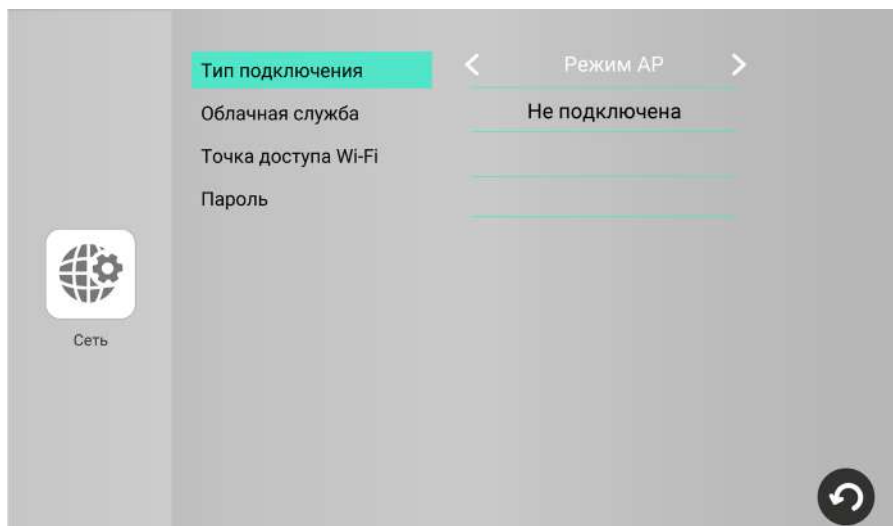 Тип подключения
Режим AP
Облачная служба
Не подключена
Точка доступа Wi-Fi
Пароль
Сеть